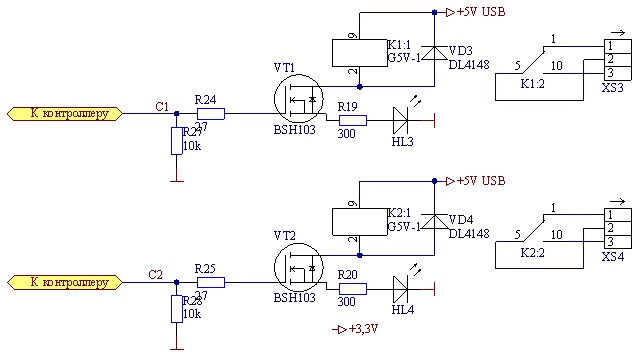 +5V USB
9
K1:1
G5V-1
2
VD3
DL4148
VT1
BSH103
К контроллеру
C1
R24
27
R27
10k
R19
300
HL3
1
5
10
K1:2
1
2
3
XS3
+5V USB
9
K2:1
G5V-1
2
VD4
DL4148
VT2
BSH103
К контроллеру
C2
R25
27
R28
10k
R20
300
HL4
+3,3V
1
5
10
K2:2
1
2
3
XS4